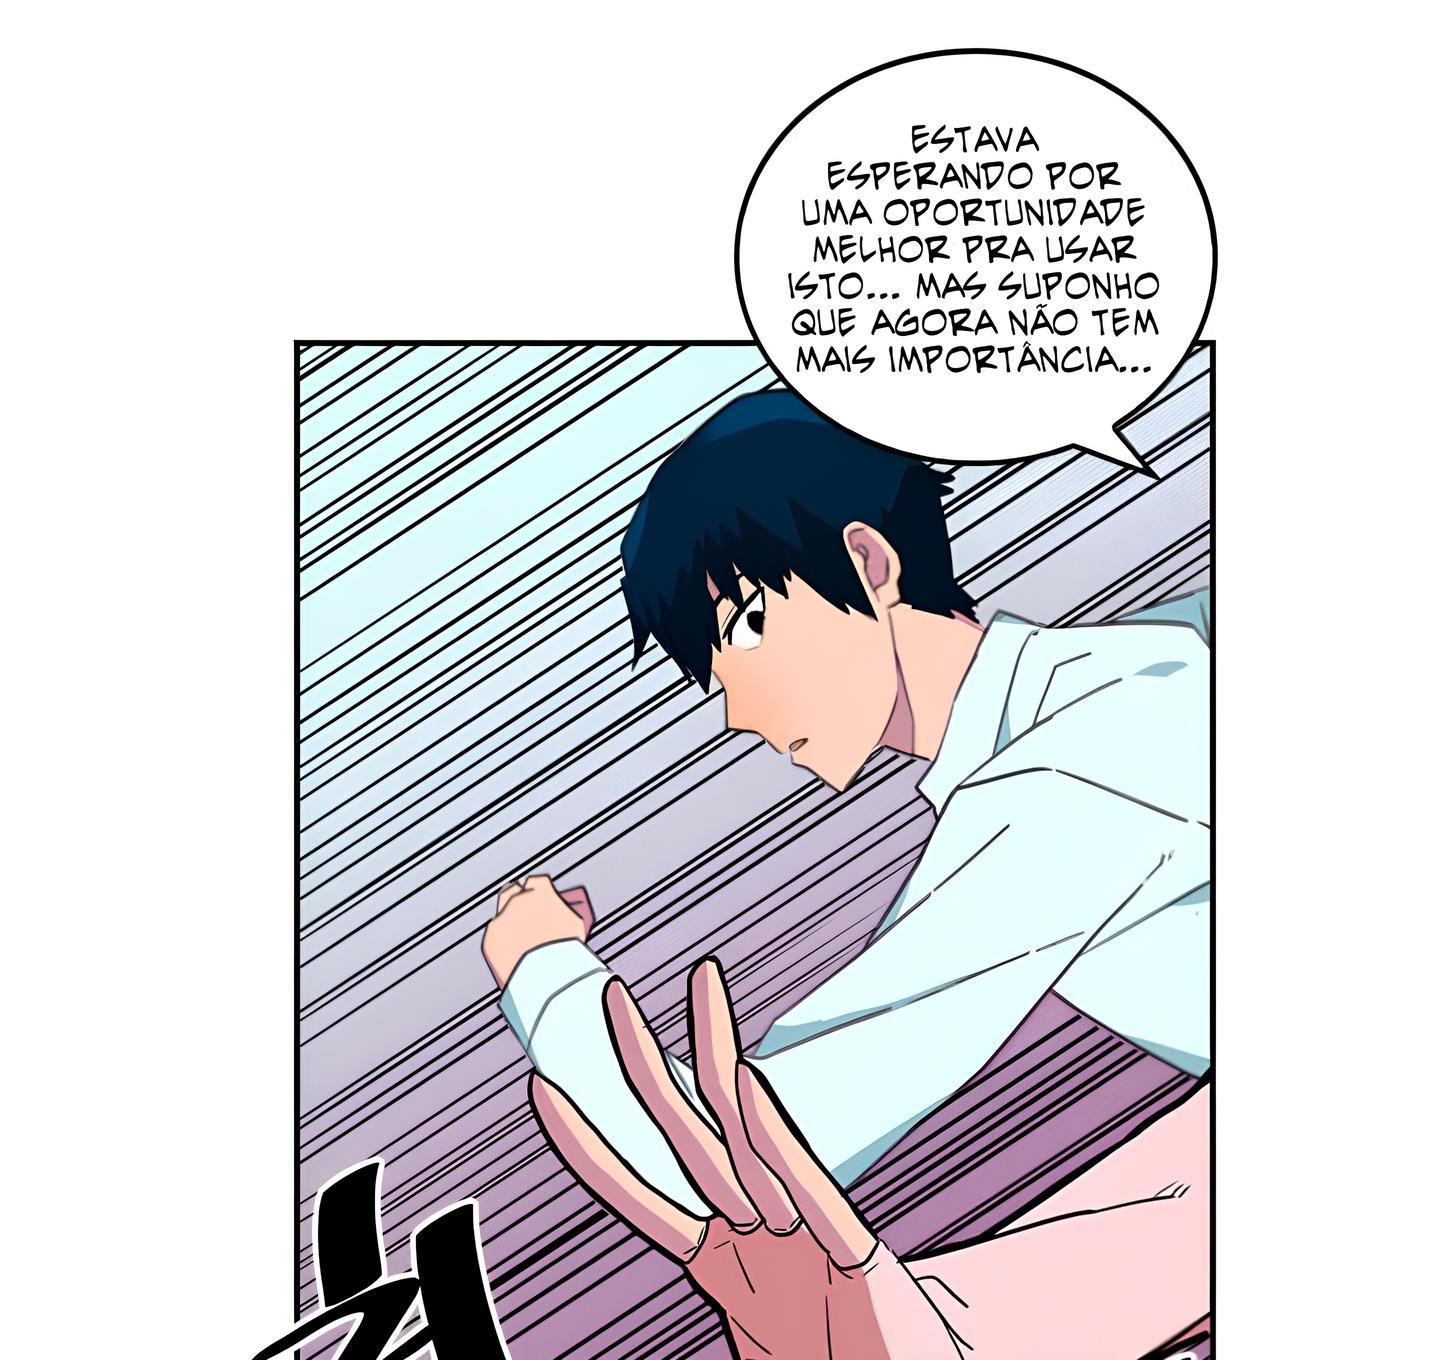 ESTAVA
ESPERANDO POR
UMA OPORTUNIDADE
MELHOR PRA USAR
ISTO... MAS SUPONHO
QUE AGORA NÃO TEM
MAIS IMPORTÂNCIA...